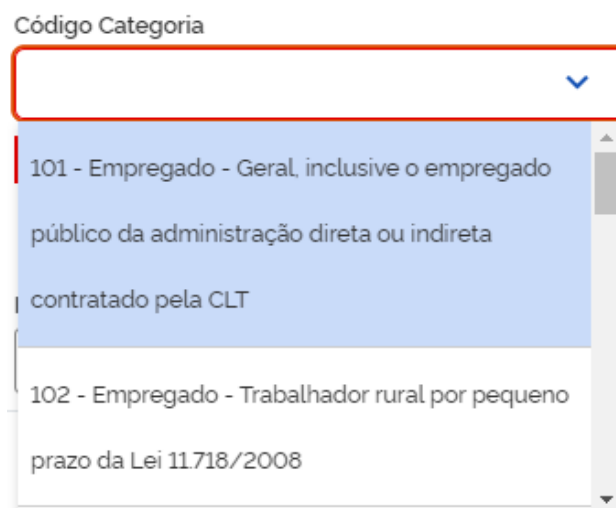 Código Categoria
101 - Empregado - Geral, inclusive o empregado
público da administração direta ou indireta
contratado pela CLT
102 - Empregado - Trabalhador rural por pequeno
prazo da Lei 11.718/2008